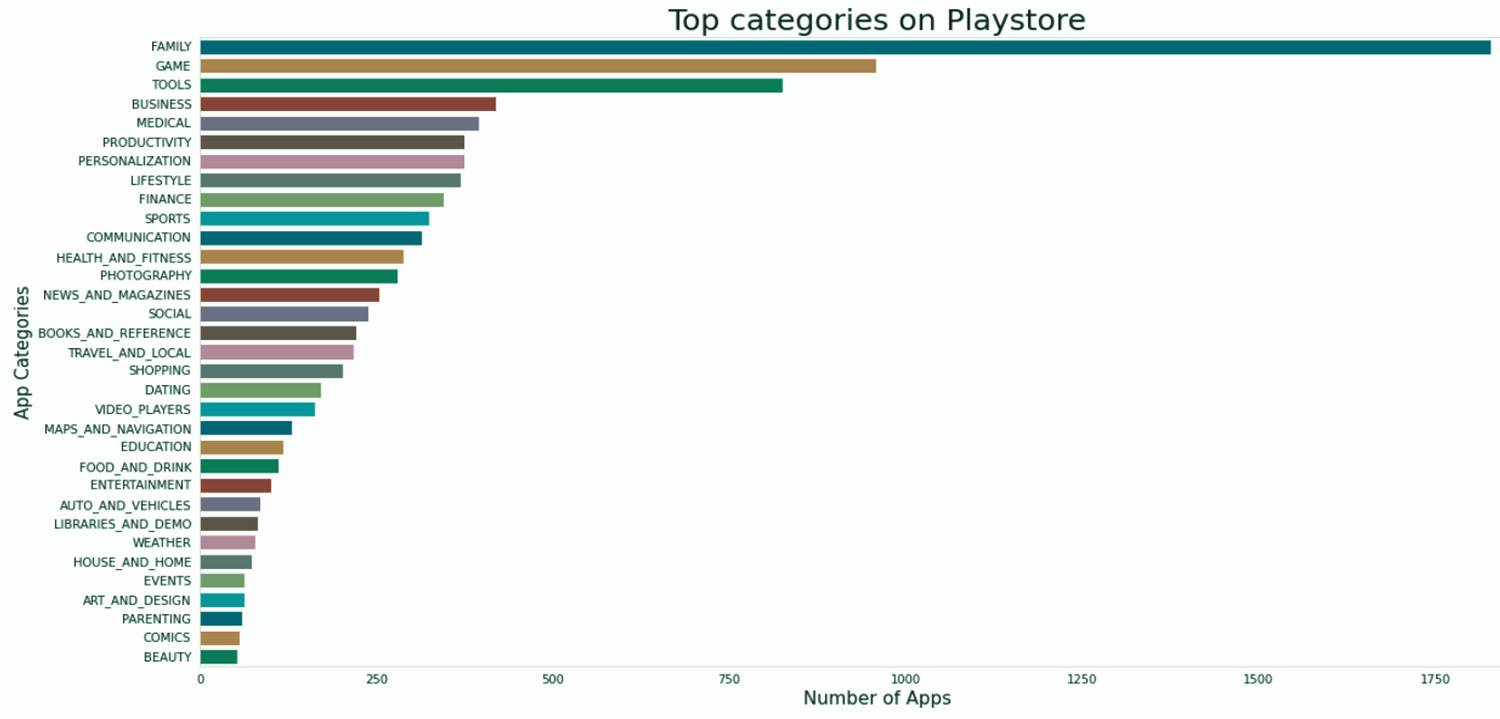 Top categories on Playstore
FAMILY
GAME
TOOLS
BUSINESS
MEDICAL
PRODUCTIVITY
PERSONALIZATION
LIFESTYLE
FINANCE
SPORTS
COMMUNICATION
HEALTH_AND_FITNESS
PHOTOGRAPHY
NEWS_AND_MAGAZINES
SOCIAL
BOOKS_AND_REFERENCE
TRAVEL_AND_LOCAL
SHOPPING
DATING
VIDEO_PLAYERS
MAPS_AND_NAVIGATION
EDUCATION
FOOD_AND_DRINK
ENTERTAINMENT
AUTO_AND_VEHICLES
LIBRARIES_AND_DEMO
WEATHER
HOUSE_AND_HOME
EVENTS
ART_AND_DESIGN
PARENTING
COMICS
BEAUTY
App Categories
0 250 500 750 1000 1250 1500 1750
Number of Apps